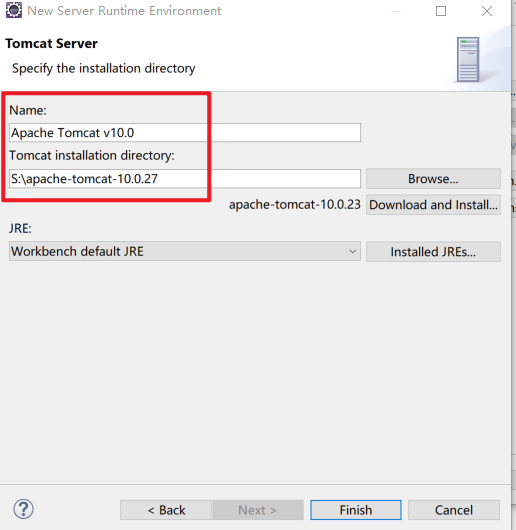 New Server Runtime Environment
Tomcat Server
Specify the installation directory
Name:
Apache Tomcat v10.0
Tomcat installation directory:
S:\apache-tomcat-10.0.27
Browse...
apache-tomcat-10.0.23 Download and Install...
JRE:
Workbench default JRE
Installed JREs...
?
< Back Next > Finish Cancel